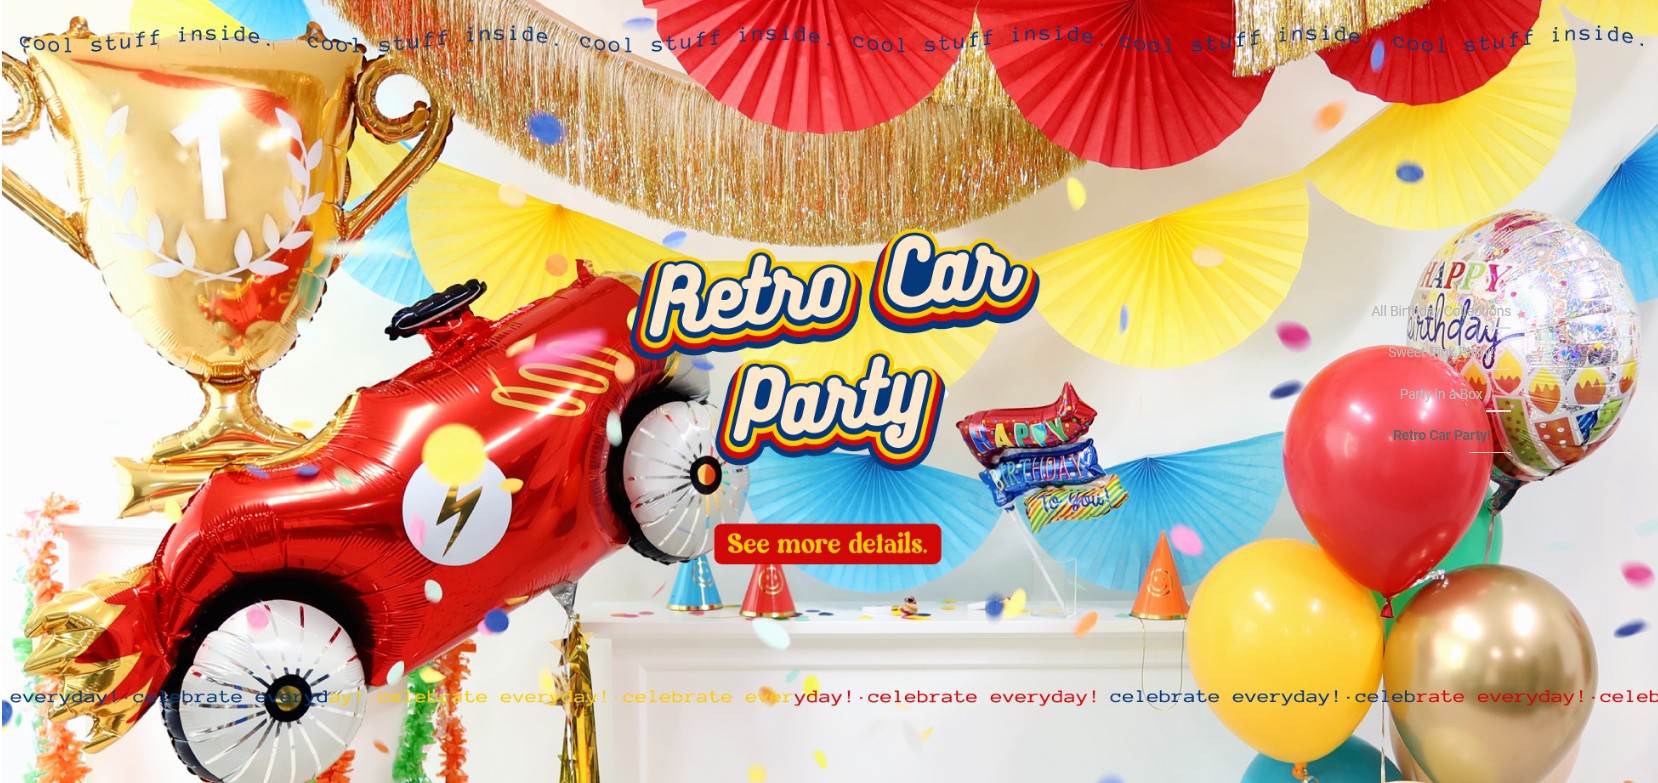 cool stuff inside. cool stuff inside. cool stuff inside. cool stuff inside. cool stuff inside. cool stuff inside.
1
Retro Car
Party
HAPPY
Birthday
All Birthday Collections
Party in a Box
Retro Car Party!
HAPPY
BIRTHDAY
To You!
See more details.
everyday!·celebrate everyday!·celebrate everyday!·celebrate everyday!·celebrate everyday! celebrate everyday!·celebrate everyday!·celeb